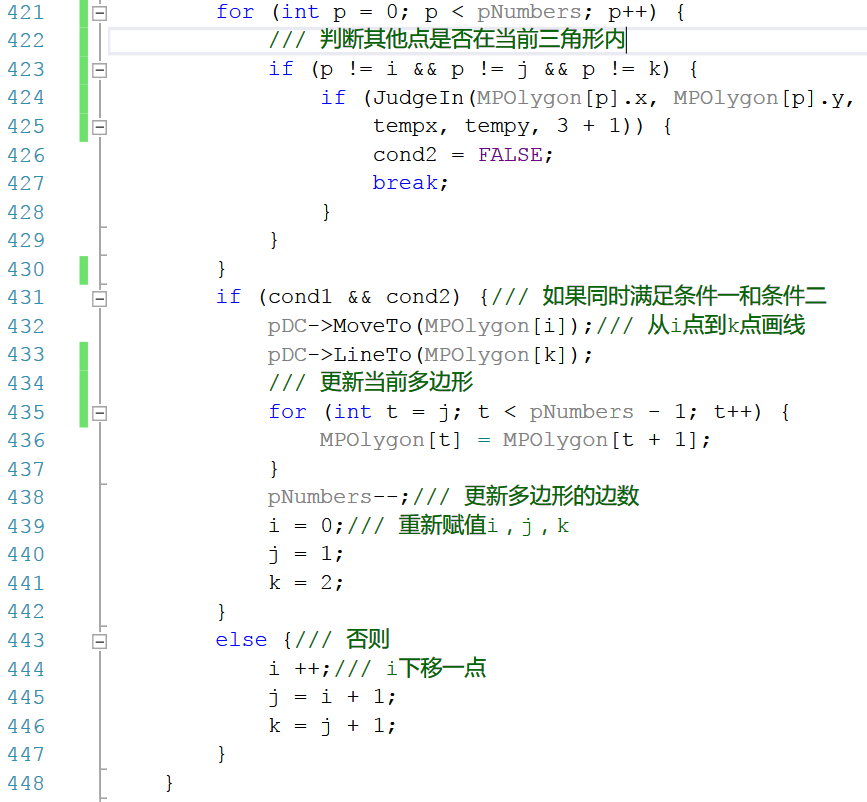 421 for (int p = 0; p < pNumbers; p++) {
422 /// 判断其他点是否在当前三角形内
423 if (p != i && p != j && p != k) {
424 if (JudgeIn(MPOlygon[p].x, MPOlygon[p].y,
425 tempx, tempy, 3 + 1)) {
426 cond2 = FALSE;
427 break;
428 }
429 }
430 }
431 if (cond1 && cond2) {/// 如果同时满足条件一和条件二
432 pDC->MoveTo(MPOlygon[i]);/// 从i点到k点画线
433 pDC->LineTo(MPOlygon[k]);
434 /// 更新当前多边形
435 for (int t = j; t < pNumbers - 1; t++) {
436 MPOlygon[t] = MPOlygon[t + 1];
437 }
438 pNumbers--;/// 更新多边形的边数
439 i = 0;/// 重新赋值i，j，k
440 j = 1;
441 k = 2;
442 }
443 else {/// 否则
444 i ++;/// i下移一点
445 j = i + 1;
446 k = j + 1;
447 }
448 }